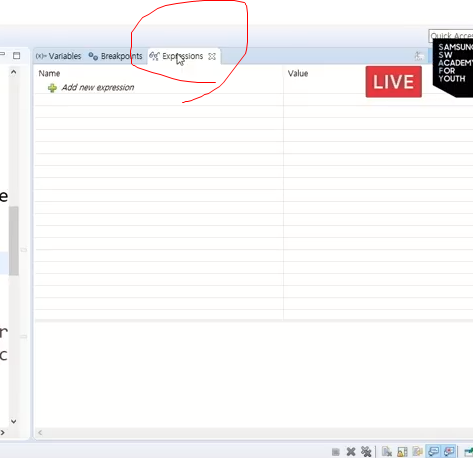 Quick Acces
(x)= Variables Breakpoints Expressions
SAMSUNG
SW
ACADEMY
FOR
YOUTH
LIVE
Name Value
Add new expression
e
r
c